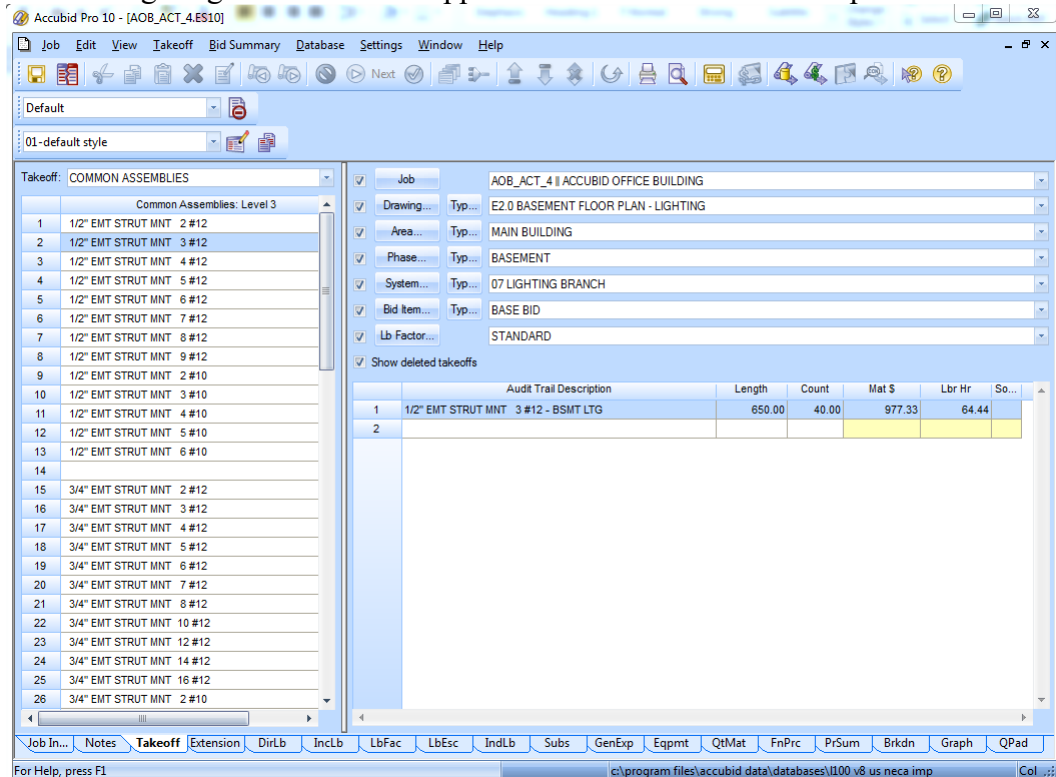 Accubid Pro 10 - [AOB_ACT_4.ES10]
Job Edit View Takeoff Bid Summary Database Settings Window Help
Next
Default
01-default style
Takeoff: COMMON ASSEMBLIES
Common Assemblies: Level 3
1 1/2" EMT STRUT MNT 2 #12
2 1/2" EMT STRUT MNT 3 #12
3 1/2" EMT STRUT MNT 4 #12
4 1/2" EMT STRUT MNT 5 #12
5 1/2" EMT STRUT MNT 6 #12
6 1/2" EMT STRUT MNT 7 #12
7 1/2" EMT STRUT MNT 8 #12
8 1/2" EMT STRUT MNT 9 #12
9 1/2" EMT STRUT MNT 2 #10
10 1/2" EMT STRUT MNT 3 #10
11 1/2" EMT STRUT MNT 4 #10
12 1/2" EMT STRUT MNT 5 #10
13 1/2" EMT STRUT MNT 6 #10
14
15 3/4" EMT STRUT MNT 2 #12
16 3/4" EMT STRUT MNT 3 #12
17 3/4" EMT STRUT MNT 4 #12
18 3/4" EMT STRUT MNT 5 #12
19 3/4" EMT STRUT MNT 6 #12
20 3/4" EMT STRUT MNT 7 #12
21 3/4" EMT STRUT MNT 8 #12
22 3/4" EMT STRUT MNT 10 #12
23 3/4" EMT STRUT MNT 12 #12
24 3/4" EMT STRUT MNT 14 #12
25 3/4" EMT STRUT MNT 16 #12
26 3/4" EMT STRUT MNT 2 #10
Job AOB_ACT_4 || ACCUBID OFFICE BUILDING
Drawing... Typ... E2.0 BASEMENT FLOOR PLAN - LIGHTING
Area... Typ... MAIN BUILDING
Phase... Typ... BASEMENT
System... Typ... 07 LIGHTING BRANCH
Bid Item... Typ... BASE BID
Lb Factor... STANDARD
Show deleted takeoffs
Audit Trail Description Length Count Mat $ Lbr Hr So...
1 1/2" EMT STRUT MNT 3 #12 - BSMT LTG 650.00 40.00 977.33 64.44
2
Job In... Notes Takeoff Extension DirLb IncLb LbFac LbEsc IndLb Subs GenExp Eqpmt QtMat FnPrc PrSum Brkdn Graph QPad
For Help, press F1 c:\program files\accubid data\databases\l100 v8 us neca imp Col